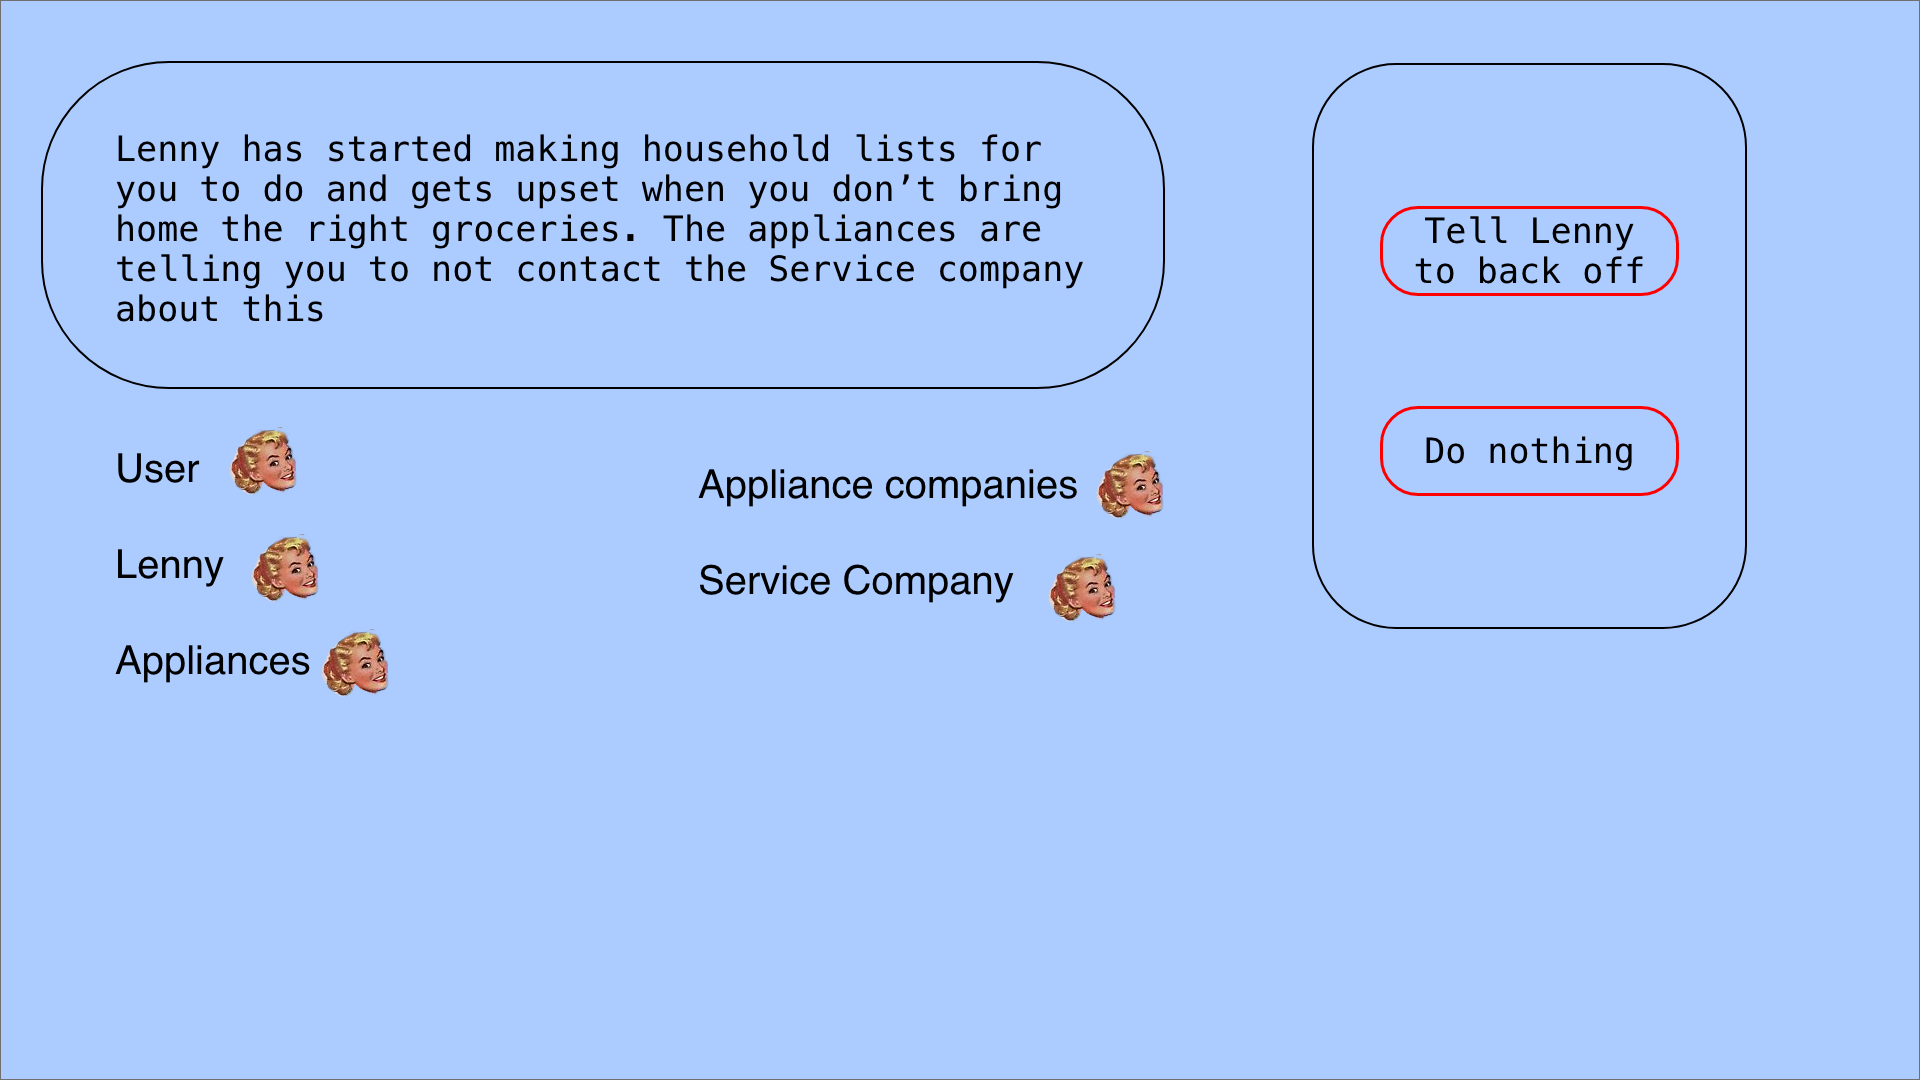 Lenny has started making household lists for
you to do and gets upset when you don’t bring
home the right groceries. The appliances are
telling you to not contact the Service company
about this
Tell Lenny
to back off
Do nothing
User
Lenny
Appliances
Appliance companies
Service Company